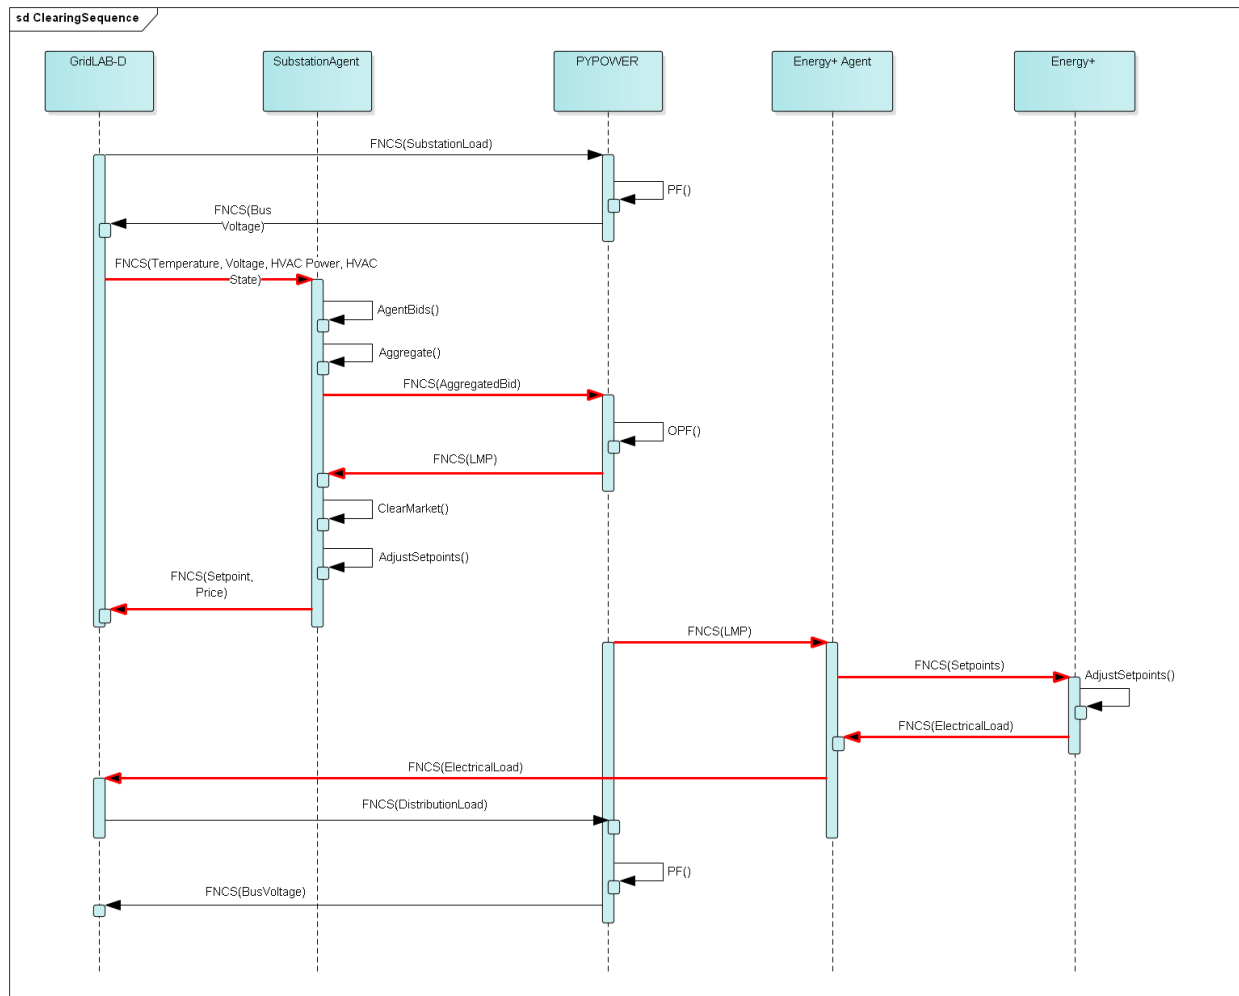 sd ClearingSequence
GridLAB-D
SubstationAgent
PYPOWER
Energy+ Agent
Energy+
FNCS(SubstationLoad)
PF()
FNCS(Bus
Voltage)
FNCS(Temperature, Voltage, HVAC Power, HVAC
State)
AgentBids()
Aggregate()
FNCS(AggregatedBid)
OPF()
FNCS(LMP)
ClearMarket()
AdjustSetpoints()
FNCS(Setpoint,
Price)
FNCS(LMP)
FNCS(Setpoints)
AdjustSetpoints()
FNCS(ElectricalLoad)
FNCS(ElectricalLoad)
FNCS(DistributionLoad)
PF()
FNCS(BusVoltage)